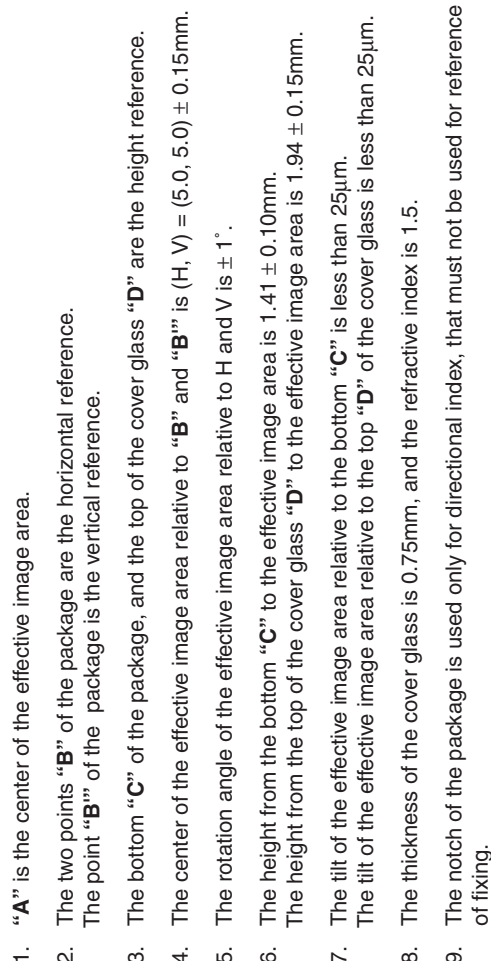 1. “A” is the center of the effective image area.
2. The two points “B” of the package are the horizontal reference.
The point “B'” of the package is the vertical reference.
3. The bottom “C” of the package, and the top of the cover glass “D” are the height reference.
4. The center of the effective image area relative to “B” and “B'” is (H, V) = (5.0, 5.0) ± 0.15mm.
5. The rotation angle of the effective image area relative to H and V is ± 1˚.
6. The height from the bottom “C” to the effective image area is 1.41 ± 0.10mm.
The height from the top of the cover glass “D” to the effective image area is 1.94 ± 0.15mm.
7. The tilt of the effective image area relative to the bottom “C” is less than 25μm.
The tilt of the effective image area relative to the top “D” of the cover glass is less than 25μm.
8. The thickness of the cover glass is 0.75mm, and the refractive index is 1.5.
9. The notch of the package is used only for directional index, that must not be used for reference
of fixing.